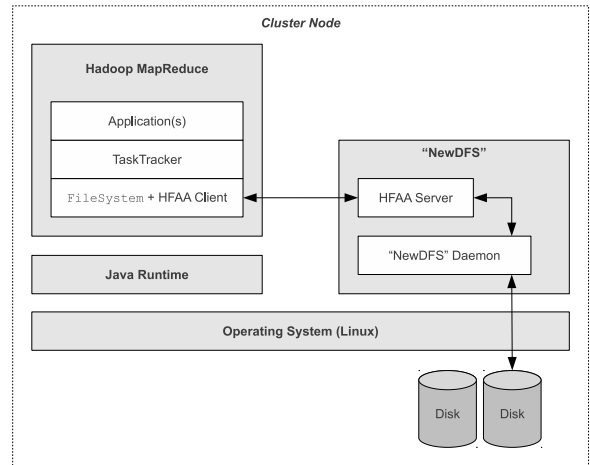 Cluster Node
Hadoop MapReduce
Application(s)
TaskTracker
FileSystem + HFAA Client
“NewDFS”
HFAA Server
“NewDFS” Daemon
Java Runtime
Operating System (Linux)
Disk
Disk